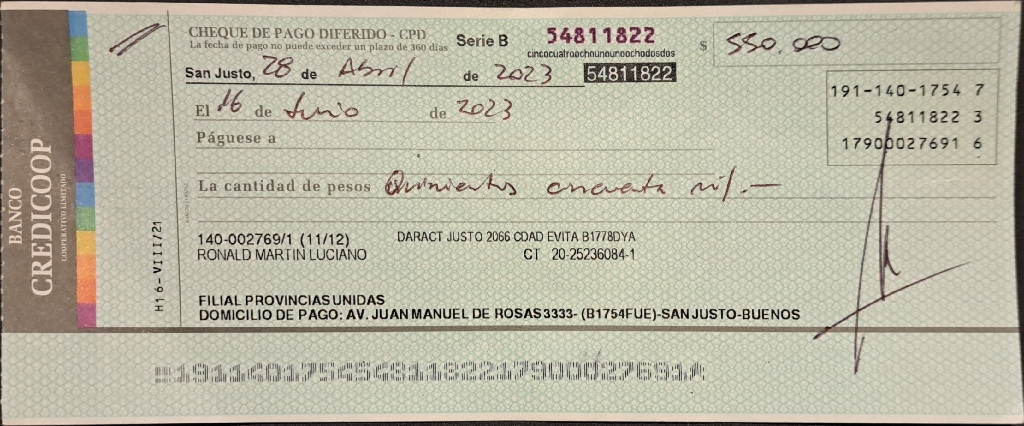 BANCO
CREDICOOP
COOPERATIVO LIMITADO
H1 6-VIII/21
CHEQUE DE PAGO DIFERIDO - CPD
La fecha de pago no puede exceder un plazo de 360 días
Serie B
54811822
cincocuatroochounounoochodosdos
54811822
$ 550.000
San Justo, 28 de Abril de 2023
191-140-1754 7
54811822 3
17900027691 6
El 16 de Junio de 2023
Páguese a
La cantidad de pesos Quinientos cincuenta mil.—
140-002769/1 (11/12)
RONALD MARTIN LUCIANO
DARACT JUSTO 2066 CDAD EVITA B1778DYA
CT 20-25236084-1
FILIAL PROVINCIAS UNIDAS
DOMICILIO DE PAGO: AV. JUAN MANUEL DE ROSAS 3333- (B1754FUE)-SAN JUSTO-BUENOS
19114017545481182217900027691